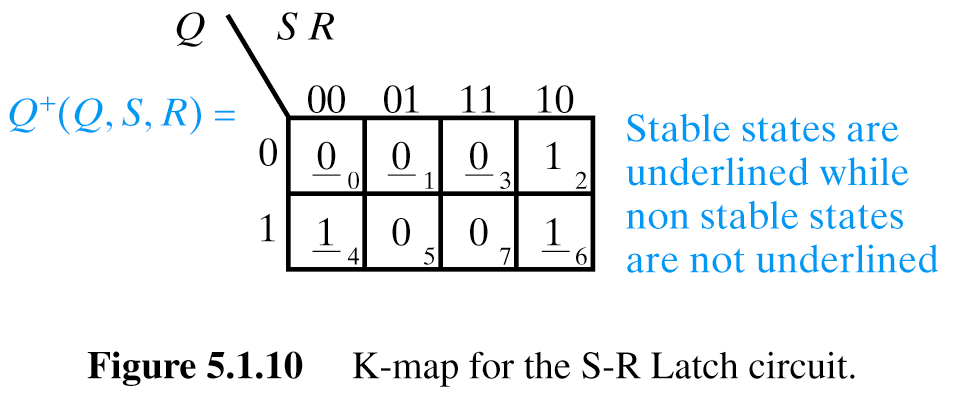 Q S R
Q⁺(Q, S, R) =
00 01 11 10
0 0 0 0 1 0 1 3 2
1 1 0 0 1 4 5 7 6
Stable states are
underlined while
non stable states
are not underlined
Figure 5.1.10 K-map for the S-R Latch circuit.